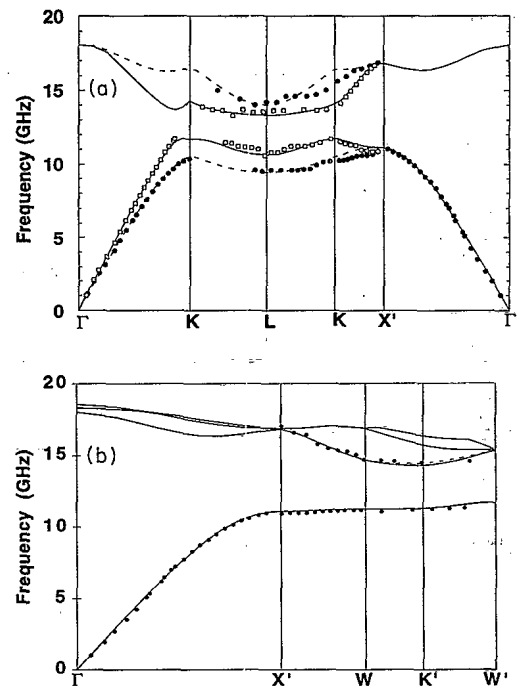 20
(a)
15
Frequency (GHz)
10
5
0
Γ K L K X' Γ
20
(b)
15
Frequency (GHz)
10
5
0
Γ X' W K' W'